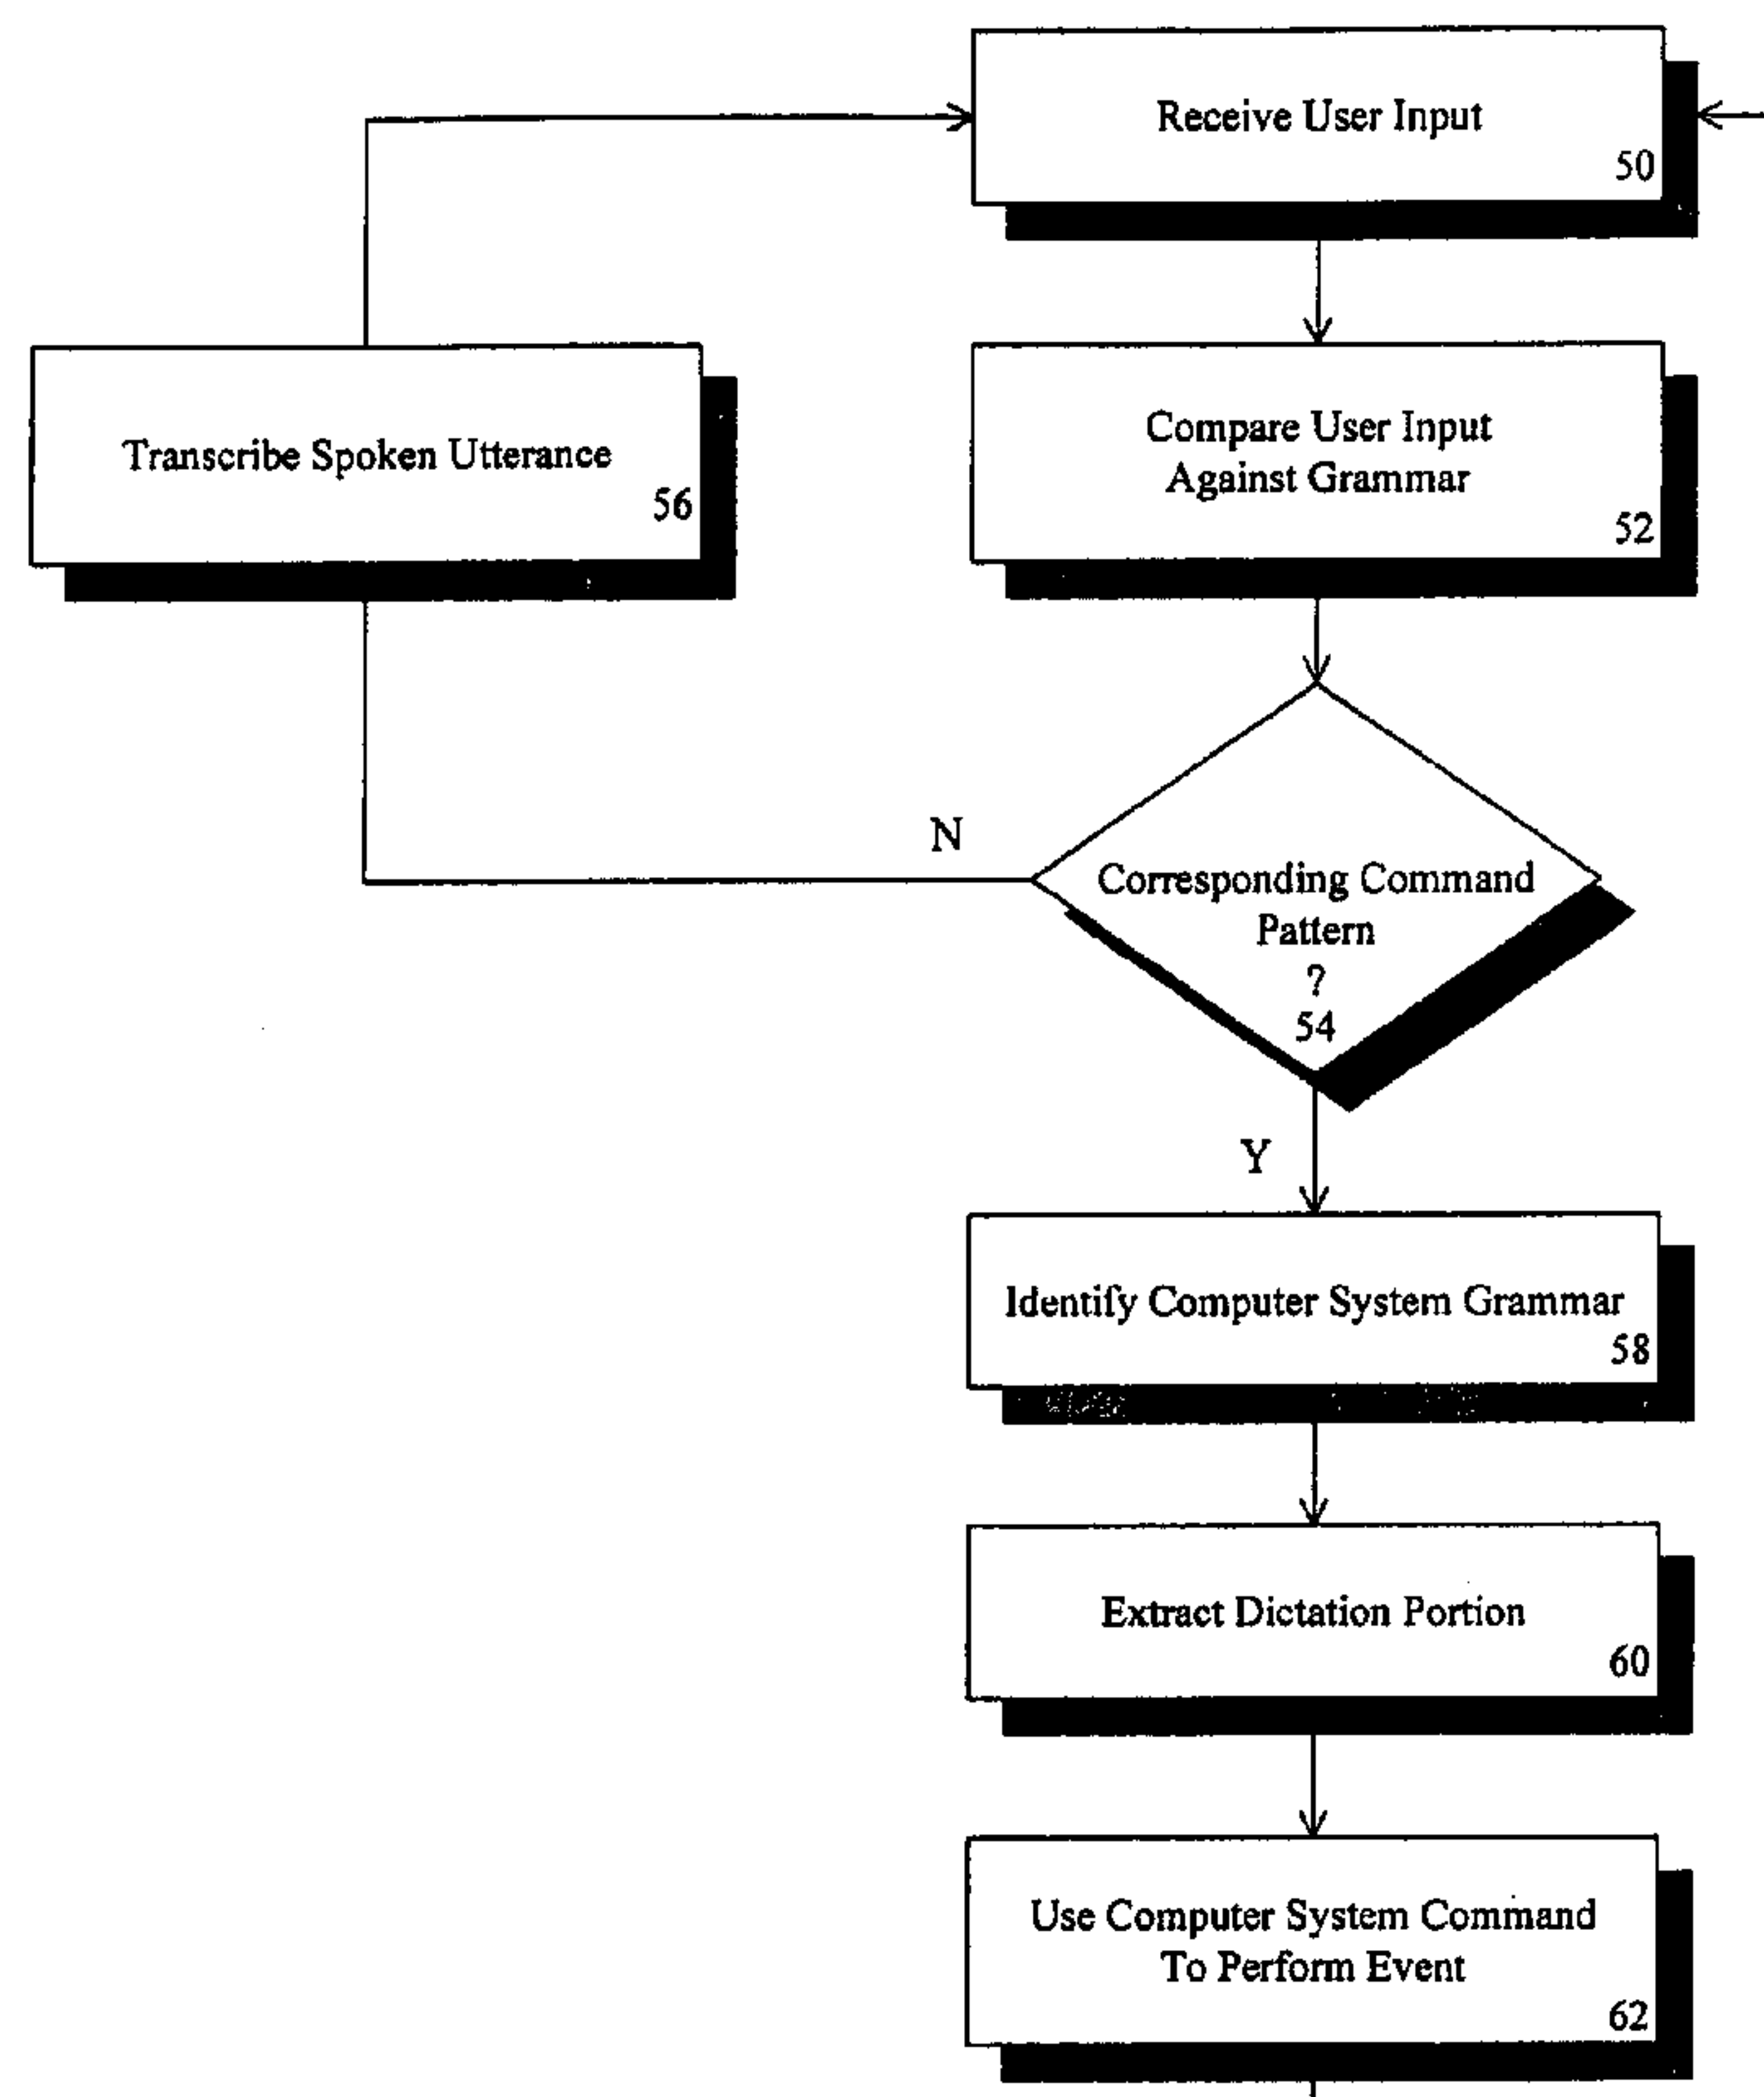 Receive User Input
50
Compare User Input
Against Grammar
52
Transcribe Spoken Utterance
56
N
Corresponding Command
Pattern
?
54
Y
Identify Computer System Grammar
58
Extract Dictation Portion
60
Use Computer System Command
To Perform Event
62